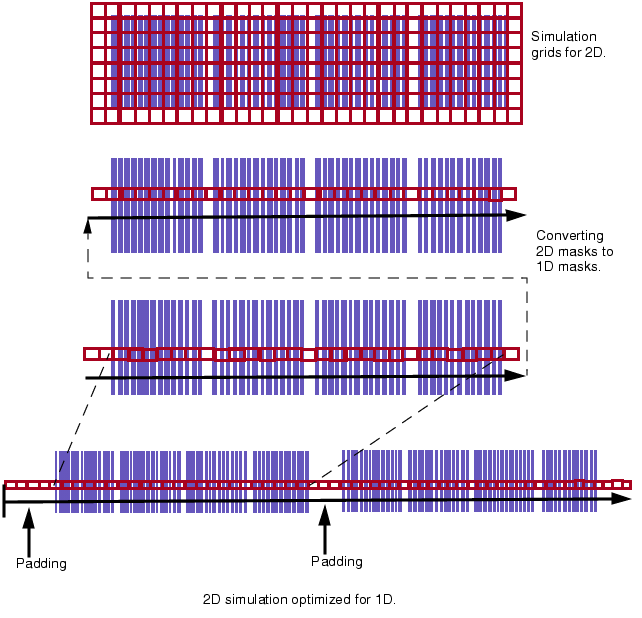 Simulation
grids for 2D.
Converting
2D masks to
1D masks.
Padding
Padding
2D simulation optimized for 1D.